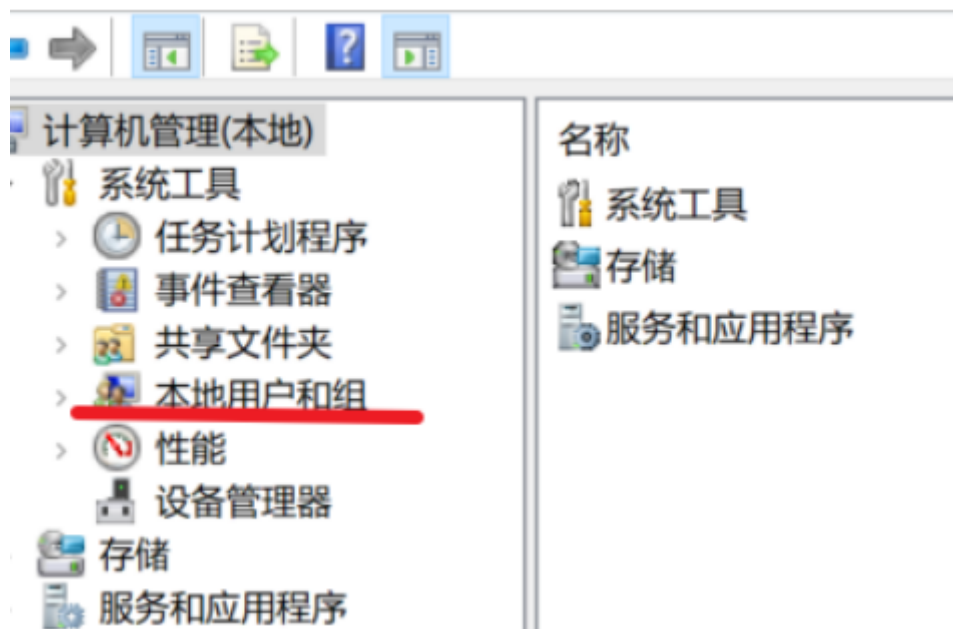 计算机管理(本地)
系统工具
任务计划程序
事件查看器
共享文件夹
本地用户和组
性能
设备管理器
存储
服务和应用程序
名称
系统工具
存储
服务和应用程序